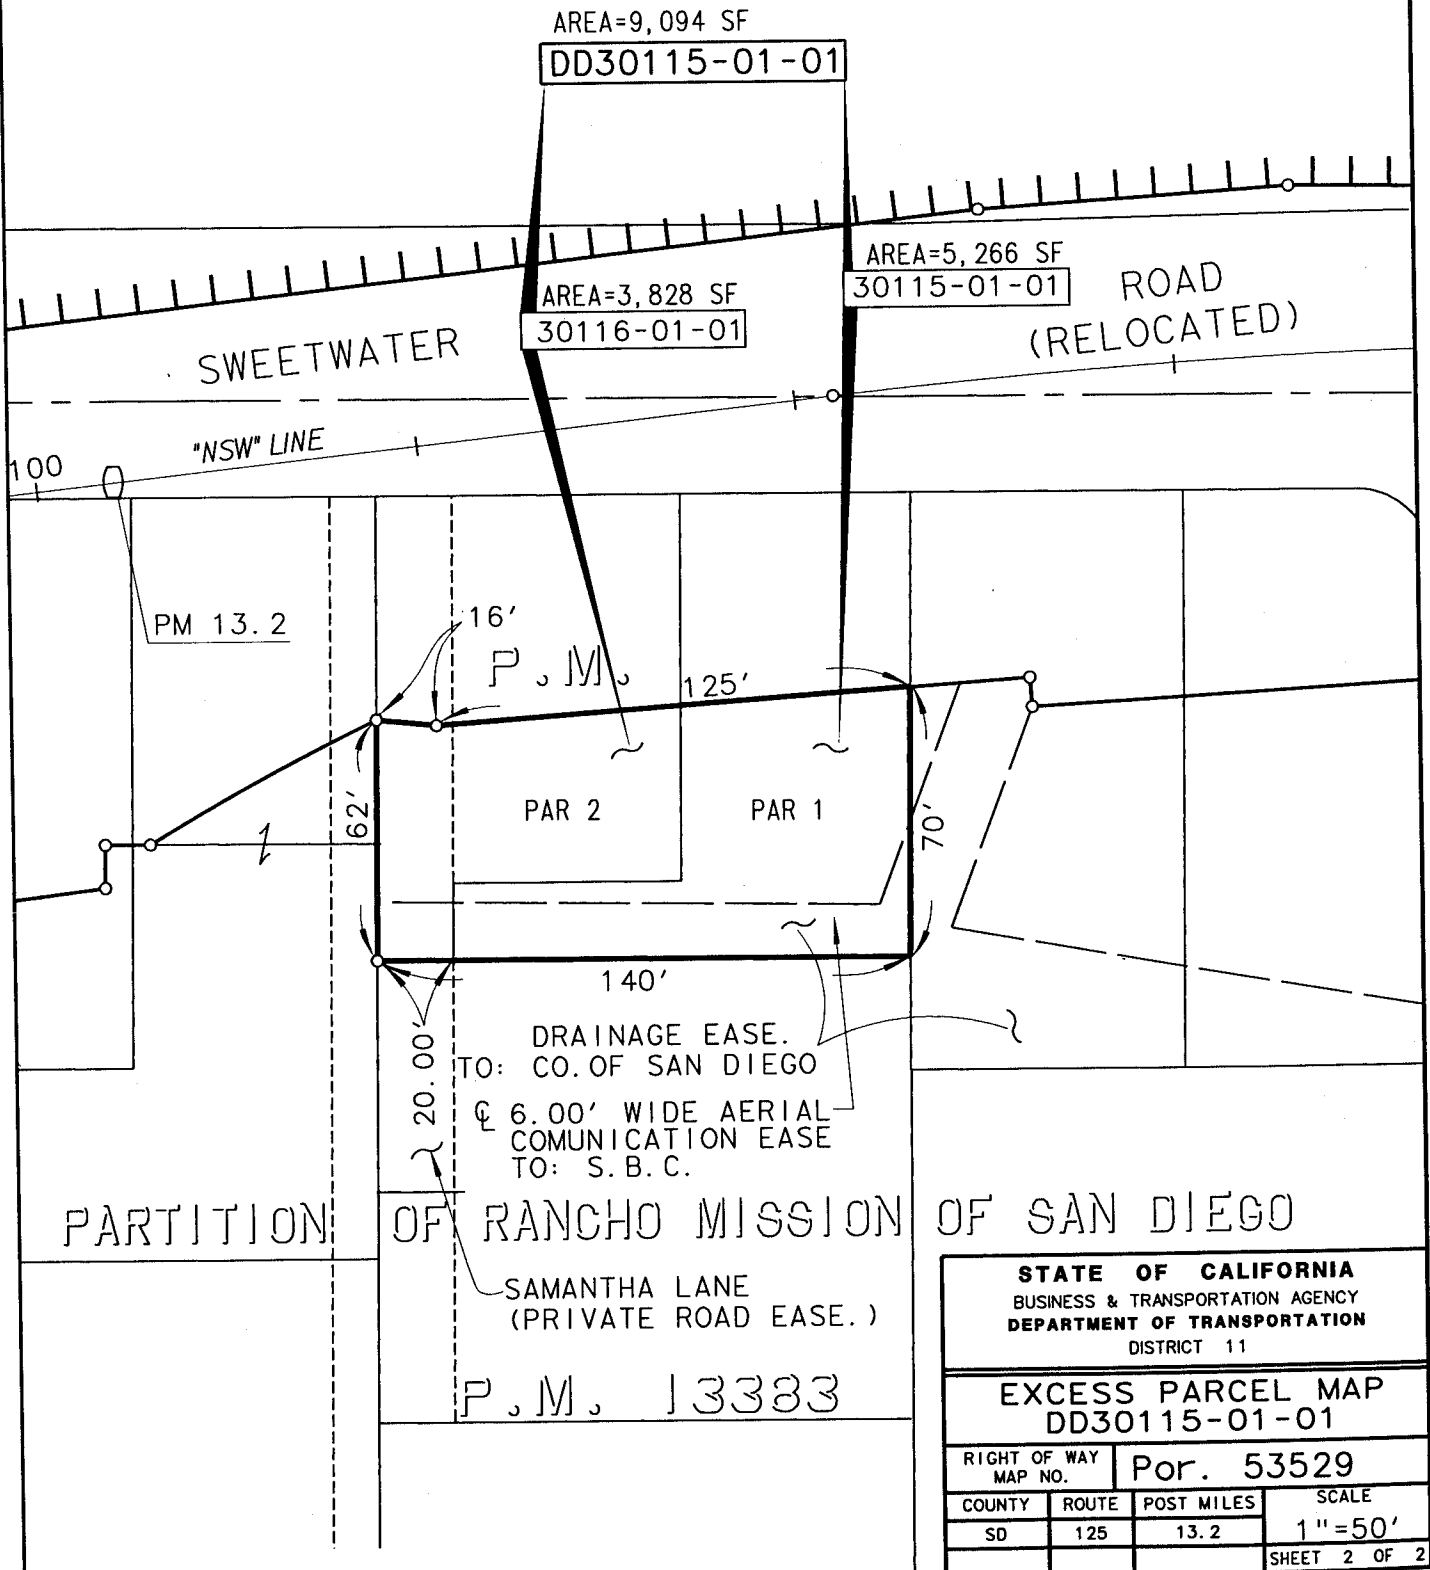 AREA=9,094 SF
DD30115-01-01
AREA=5,266 SF
30115-01-01
AREA=3,828 SF
30116-01-01
ROAD
(RELOCATED)
SWEETWATER
"NSW" LINE
100
PM 13.2
16'
P.M.
125'
62'
PAR 2
PAR 1
70'
140'
20.00'
DRAINAGE EASE.
TO: CO. OF SAN DIEGO
℄ 6.00' WIDE AERIAL
COMUNICATION EASE
TO: S.B.C.
PARTITION OF RANCHO MISSION OF SAN DIEGO
SAMANTHA LANE
(PRIVATE ROAD EASE.)
P.M. 13383
STATE OF CALIFORNIA
BUSINESS & TRANSPORTATION AGENCY
DEPARTMENT OF TRANSPORTATION
DISTRICT 11
EXCESS PARCEL MAP
DD30115-01-01
RIGHT OF WAY
MAP NO.
Por. 53529
COUNTY ROUTE POST MILES SCALE
SD 125 13.2 1"=50'
SHEET 2 OF 2